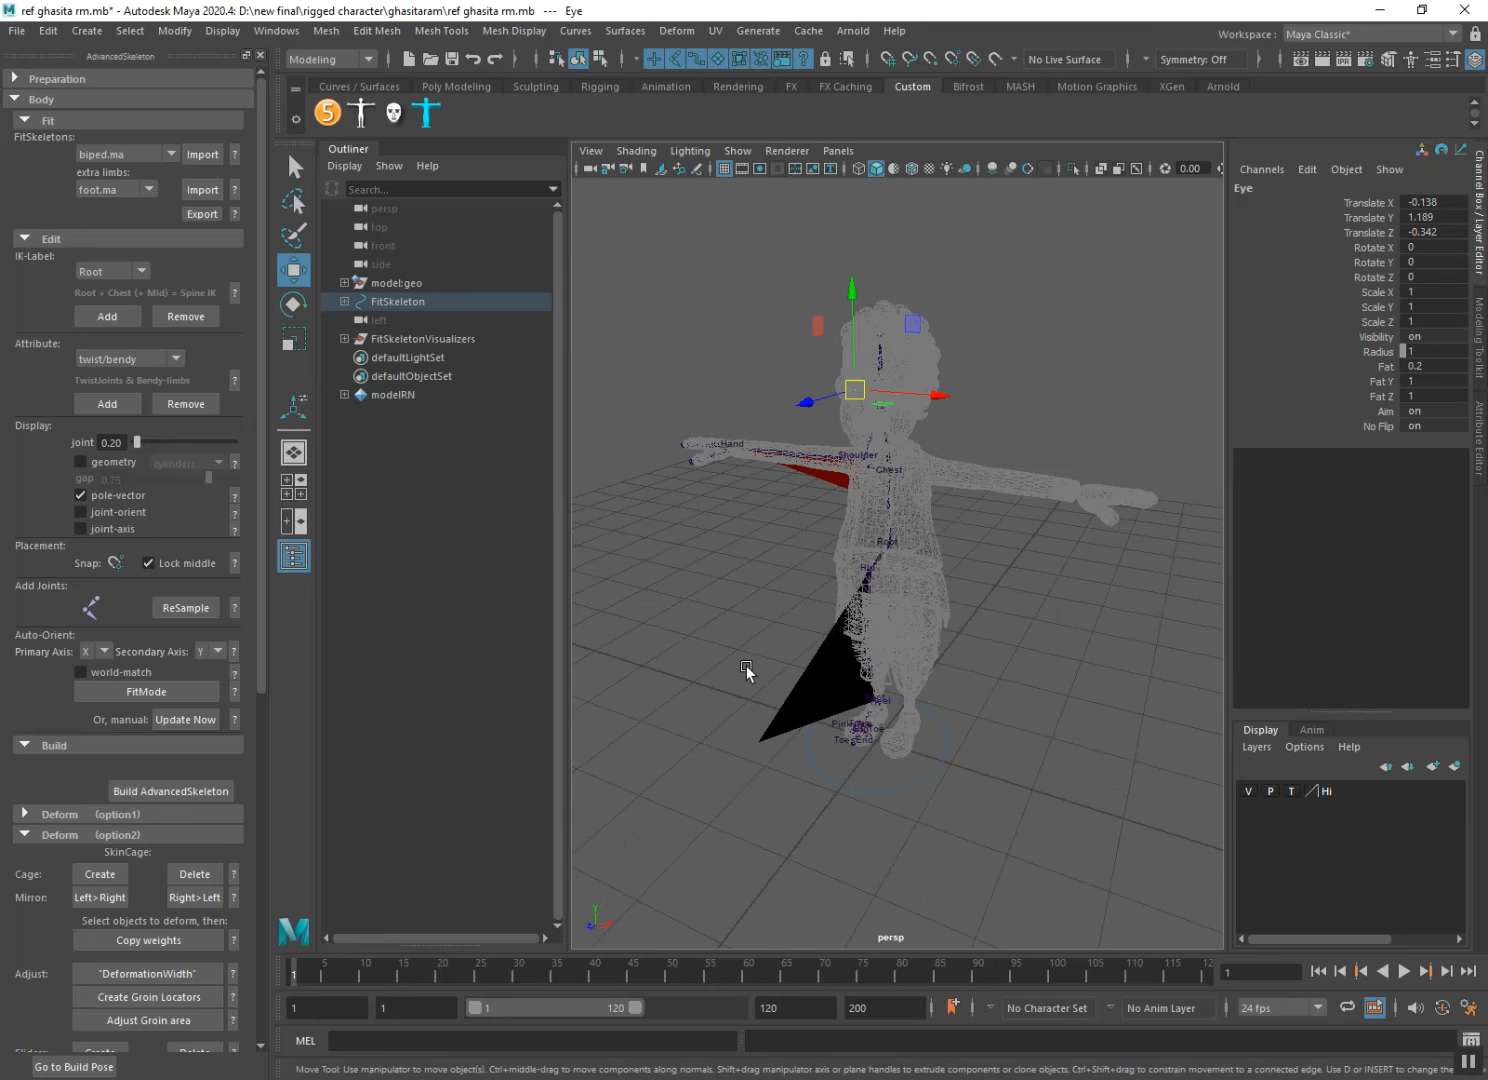 ref ghasita rm.mb* - Autodesk Maya 2020.4: D:\new final\rigged character\ghasitaram\ref ghasita rm.mb --- Eye
File Edit Create Select Modify Display Windows Mesh Edit Mesh Mesh Tools Mesh Display Curves Surfaces Deform UV Generate Cache Arnold Help
Workspace : Maya Classic*
AdvancedSkeleton
Modeling
No Live Surface
Symmetry: Off
Curves / Surfaces Poly Modeling Sculpting Rigging Animation Rendering FX FX Caching Custom Bifrost MASH Motion Graphics XGen Arnold
5
Preparation
Body
Fit
FitSkeletons:
biped.ma Import ?
extra limbs:
foot.ma Import ?
Export ?
Edit
IK-Label:
Root
Root + Chest (+ Mid) = Spine IK ?
Add Remove
Attribute:
twist/bendy
TwistJoints & Bendy-limbs ?
Add Remove
Display:
joint 0.20
geometry cylinders ?
gap 0.75
pole-vector ?
joint-orient ?
joint-axis ?
Placement:
Snap: Lock middle ?
Add Joints:
ReSample ?
Auto-Orient:
Primary Axis: X Secondary Axis: Y ?
world-match ?
FitMode ?
Or, manual: Update Now ?
Build
Build AdvancedSkeleton
Deform (option1)
Deform (option2)
SkinCage:
Cage: Create Delete ?
Mirror: Left>Right Right>Left ?
Select objects to deform, then:
Copy weights ?
Adjust: "DeformationWidth" ?
Create Groin Locators ?
Adjust Groin area ?
Go to Build Pose
Outliner
Display Show Help
Search...
persp
top
front
side
model:geo
FitSkeleton
left
FitSkeletonVisualizers
defaultLightSet
defaultObjectSet
modelRN
View Shading Lighting Show Renderer Panels
0.00
Hand
Shoulder
Chest
Root
Hip
ToesEnd
y
x
z
persp
Channels Edit Object Show
Eye
Translate X -0.138
Translate Y 1.189
Translate Z -0.342
Rotate X 0
Rotate Y 0
Rotate Z 0
Scale X 1
Scale Y 1
Scale Z 1
Visibility on
Radius 1
Fat 0.2
Fat Y 1
Fat Z 1
Aim on
No Flip on
Channel Box / Layer Editor
Modeling Toolkit
Attribute Editor
Display Anim
Layers Options Help
V P T Hi
1 5 10 15 20 25 30 35 40 45 50 55 60 65 70 75 80 85 90 95 100 105 110 115 12
1
1 1 1 120 120 200
No Character Set
No Anim Layer
24 fps
MEL
Move Tool: Use manipulator to move object(s). Ctrl+middle-drag to move components along normals. Shift+drag manipulator axis or plane handles to extrude components or clone objects. Ctrl+Shift+drag to constrain movement to a connected edge. Use D or INSERT to change the